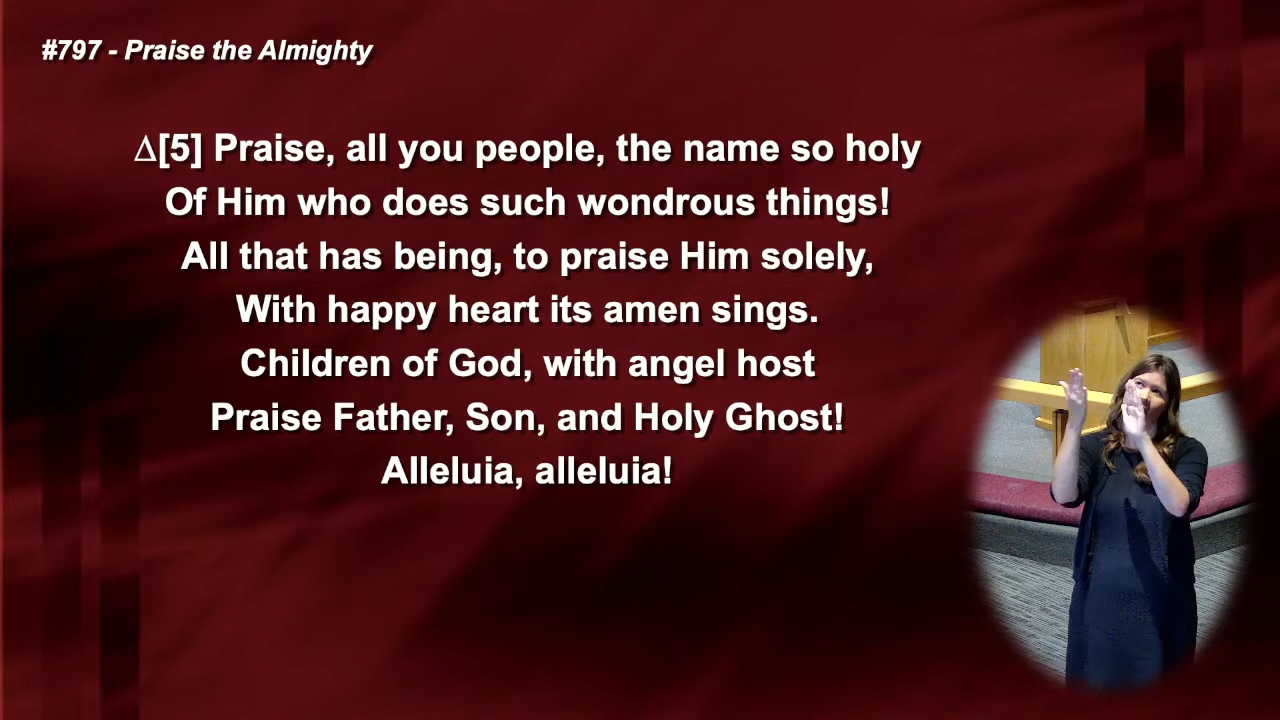 #797 - Praise the Almighty
Δ[5] Praise, all you people, the name so holy
Of Him who does such wondrous things!
All that has being, to praise Him solely,
With happy heart its amen sings.
Children of God, with angel host
Praise Father, Son, and Holy Ghost!
Alleluia, alleluia!